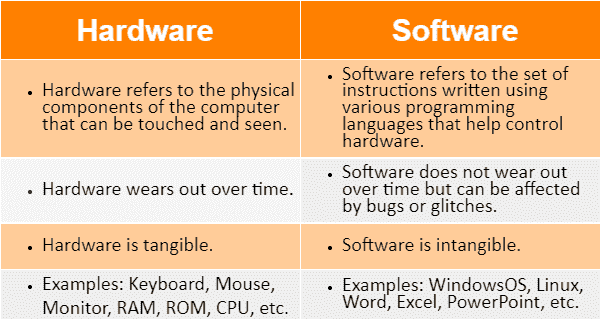 Hardware
Software
• Hardware refers to the physical
components of the computer
that can be touched and seen.
• Software refers to the set of
instructions written using
various programming
languages that help control
hardware.
• Hardware wears out over time.
• Software does not wear out
over time but can be affected
by bugs or glitches.
• Hardware is tangible.
• Software is intangible.
• Examples: Keyboard, Mouse,
Monitor, RAM, ROM, CPU, etc.
• Examples: WindowsOS, Linux,
Word, Excel, PowerPoint, etc.